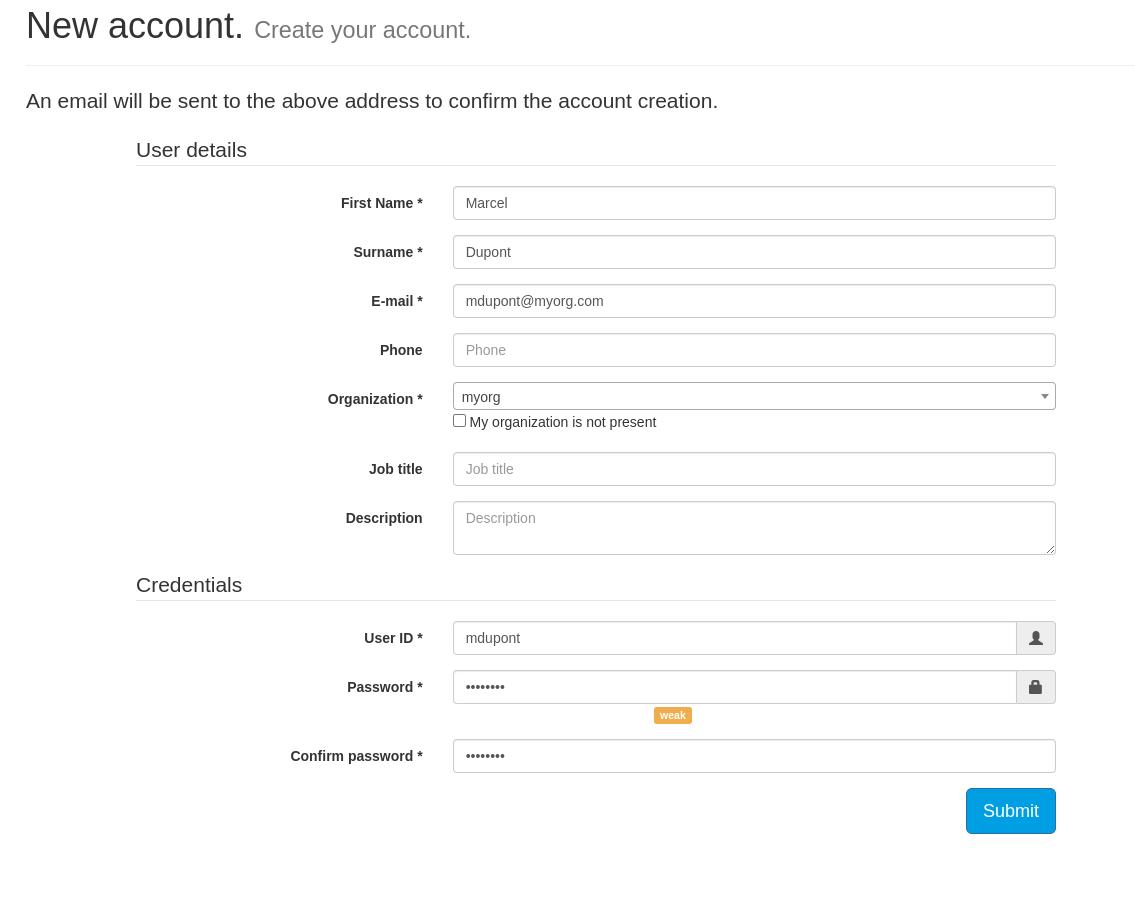 New account. Create your account.
An email will be sent to the above address to confirm the account creation.
User details
First Name * Marcel
Surname * Dupont
E-mail * mdupont@myorg.com
Phone Phone
Organization * myorg
My organization is not present
Job title Job title
Description Description
Credentials
User ID * mdupont
Password * ••••••••
weak
Confirm password * ••••••••
Submit